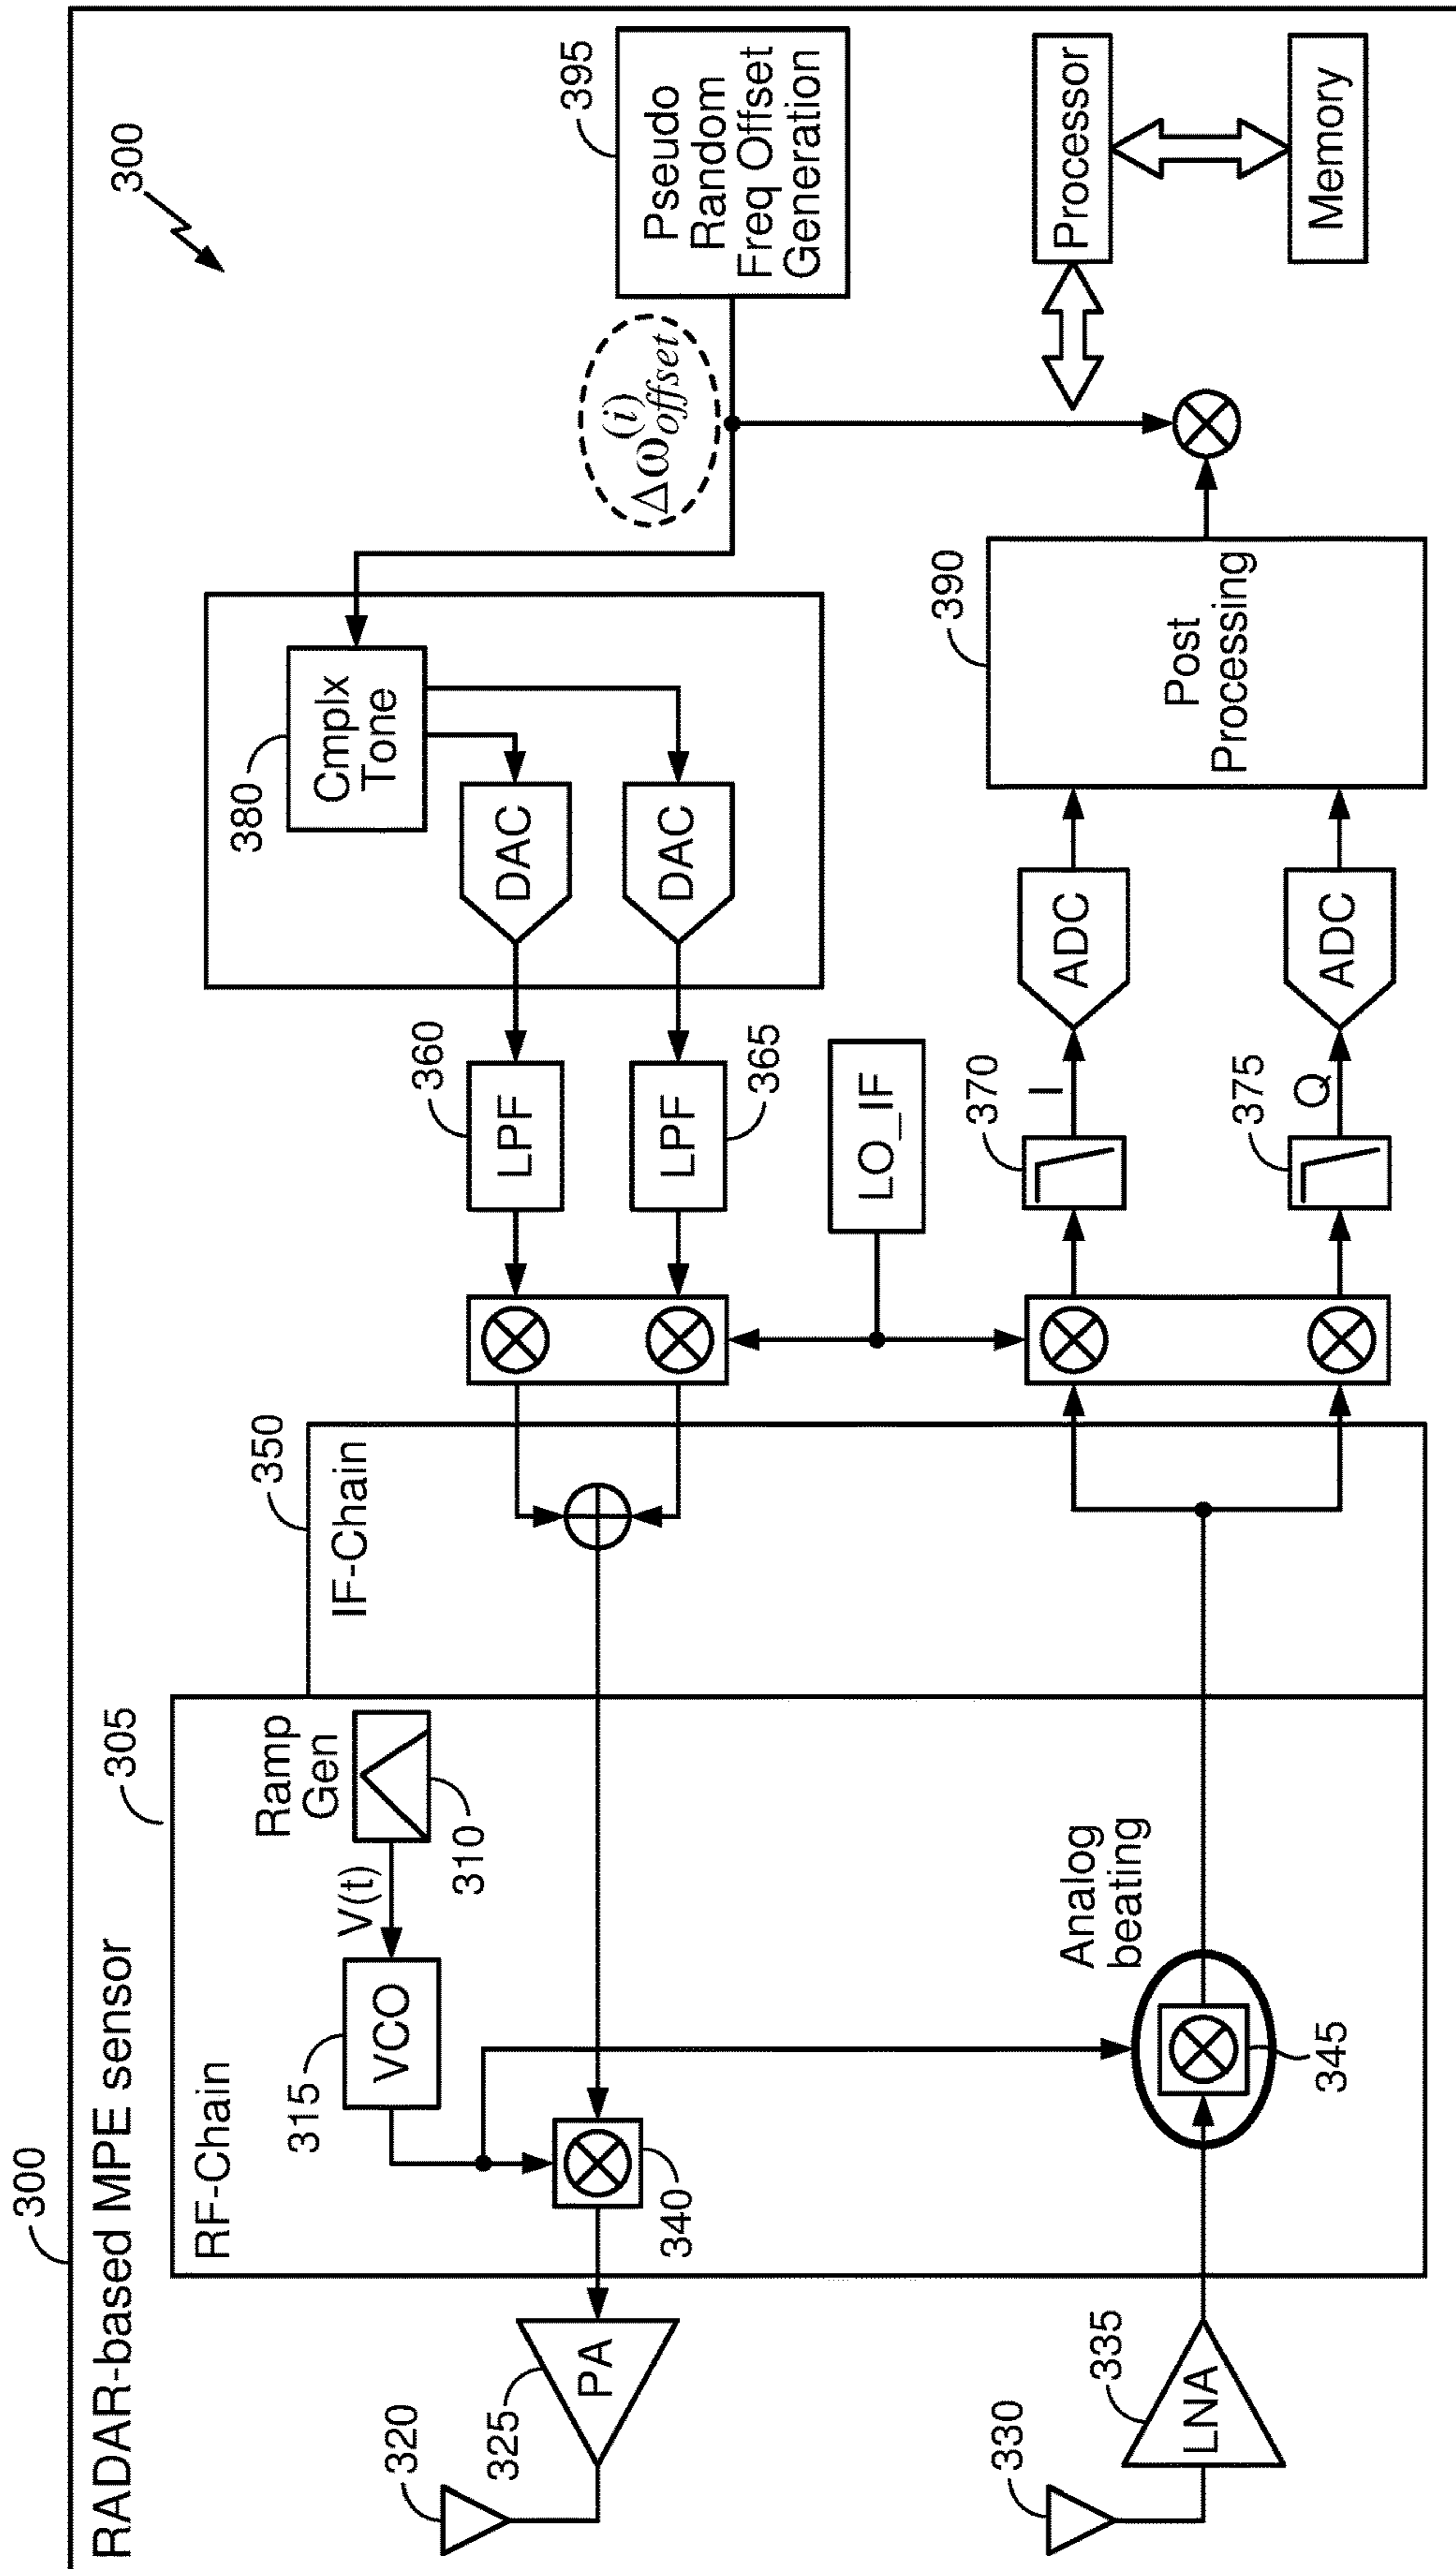 300
RADAR-based MPE sensor
300
305
RF-Chain
315
VCO
V(t)
Ramp
Gen
310
350
IF-Chain
320
325
PA
340
360
LPF
LPF
365
380
Cmplx
Tone
DAC
DAC
Δω(i)offset
395
Pseudo
Random
Freq Offset
Generation
LO_IF
330
335
LNA
Analog
beating
345
370
I
ADC
375
Q
ADC
390
Post
Processing
Processor
Memory